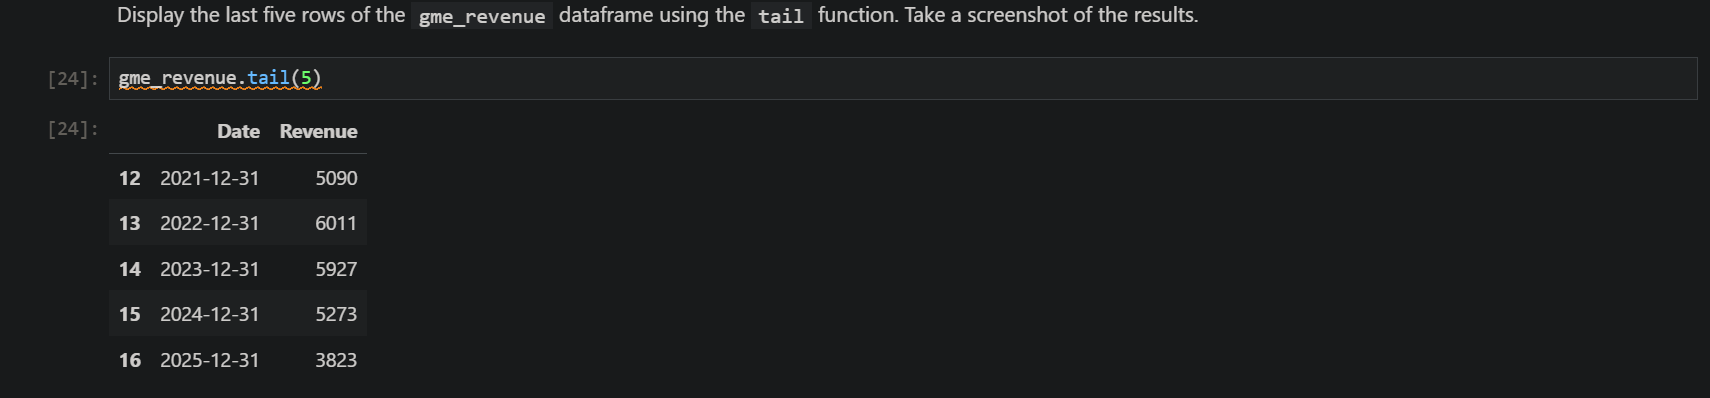 Display the last five rows of the gme_revenue dataframe using the tail function. Take a screenshot of the results.
[24]: gme_revenue.tail(5)
[24]: Date Revenue
12 2021-12-31 5090
13 2022-12-31 6011
14 2023-12-31 5927
15 2024-12-31 5273
16 2025-12-31 3823